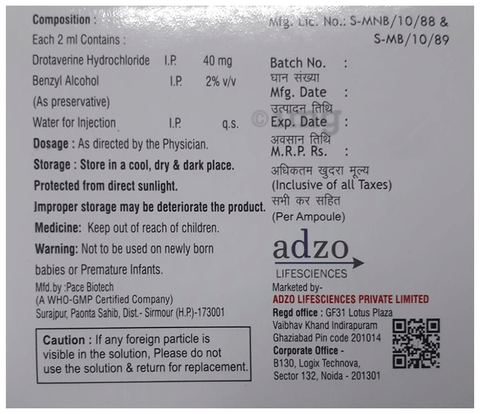 Composition :
Each 2 ml Contains :
Drotaverine Hydrochloride I.P. 40 mg
Benzyl Alcohol I.P. 2% v/v
(As preservative)
Water for Injection I.P. q.s.
Dosage : As directed by the Physician.
Storage : Store in a cool, dry & dark place.
Protected from direct sunlight.
Improper storage may be deteriorate the product.
Medicine: Keep out of reach of children.
Warning: Not to be used on newly born
babies or Premature Infants.
Mfd.by :Pace Biotech
(A WHO-GMP Certified Company)
Surajpur, Paonta Sahib, Dist.- Sirmour (H.P.)-173001
Caution : If any foreign particle is
visible in the solution, Please do not
use the solution & return for replacement.
Mfg. Lic. No.: S-MNB/10/88 &
S-MB/10/89
Batch No. :
घान संख्या
Mfg. Date :
उत्पादन तिथि
Exp. Date :
अवसान तिथि
M.R.P. Rs. :
अधिकतम खुदरा मूल्य
(Inclusive of all Taxes)
सभी कर सहित
(Per Ampoule)
adzo
LIFESCIENCES
Marketed by-
ADZO LIFESCIENCES PRIVATE LIMITED
Regd office : GF31 Lotus Plaza
Vaibhav Khand Indirapuram
Ghaziabad Pin code 201014
Corporate Office -
B130, Logix Technova,
Sector 132, Noida - 201301